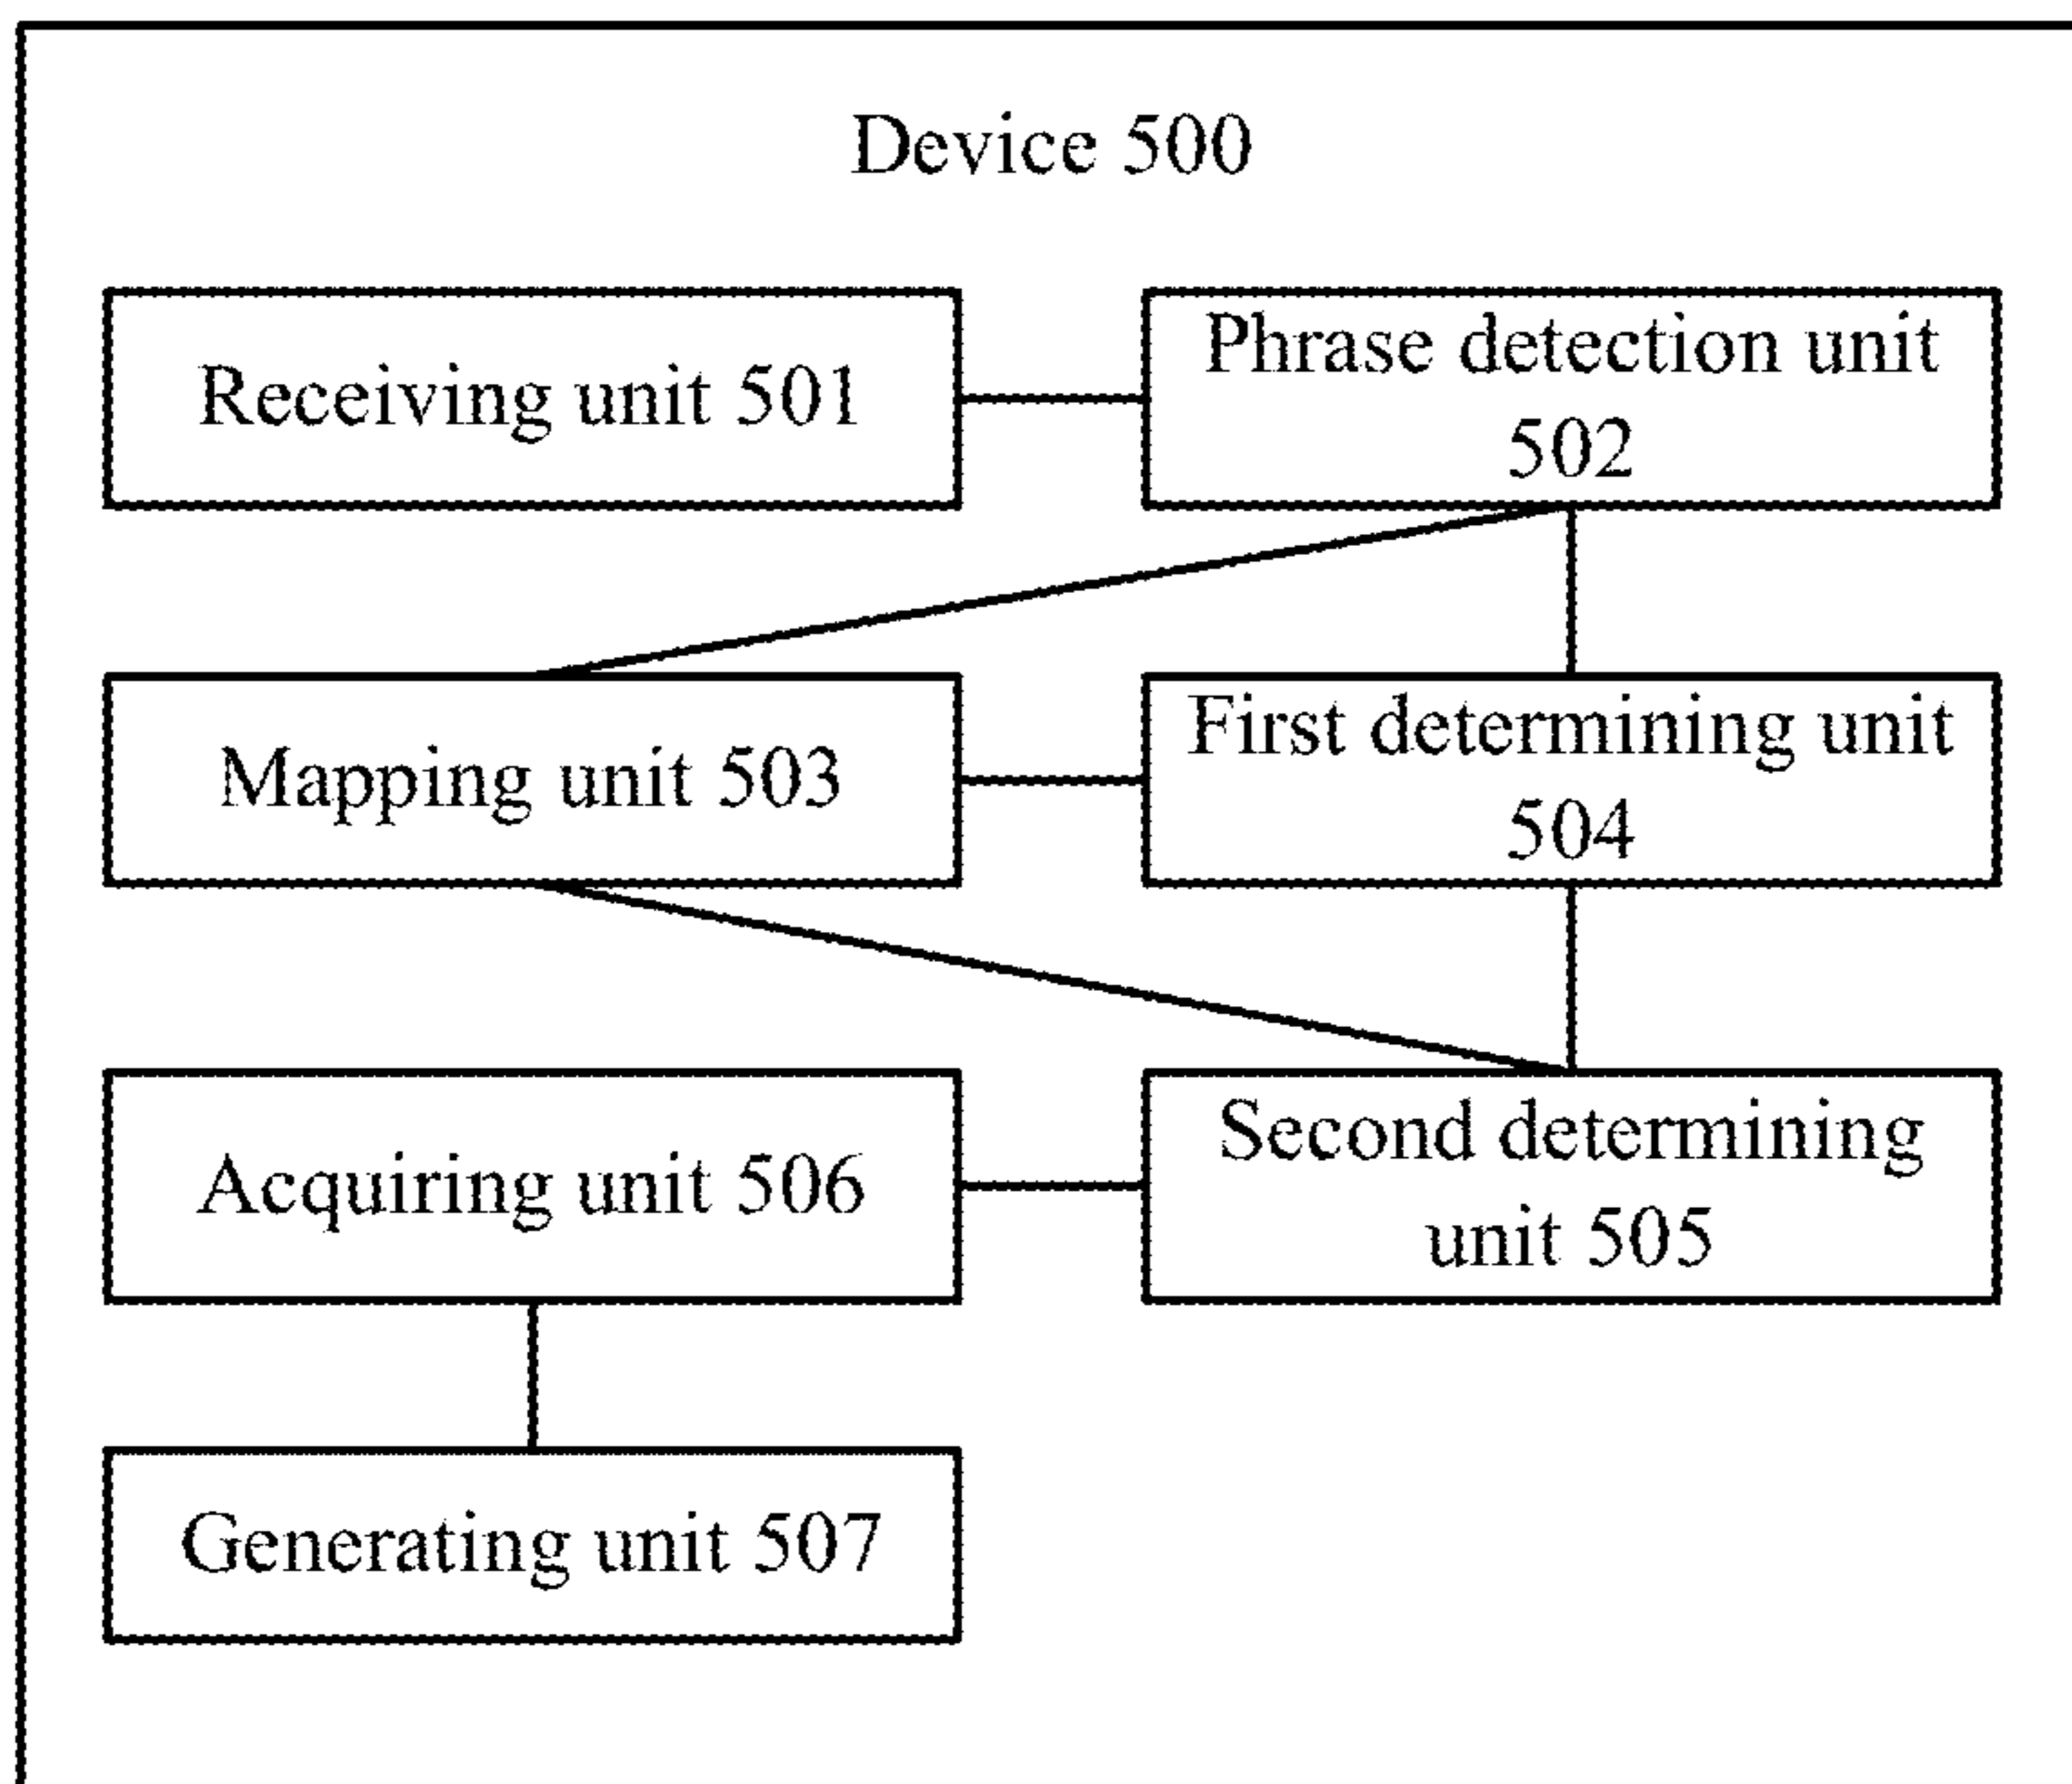 Device 500
Receiving unit 501
Phrase detection unit
502
Mapping unit 503
First determining unit
504
Acquiring unit 506
Second determining
unit 505
Generating unit 507